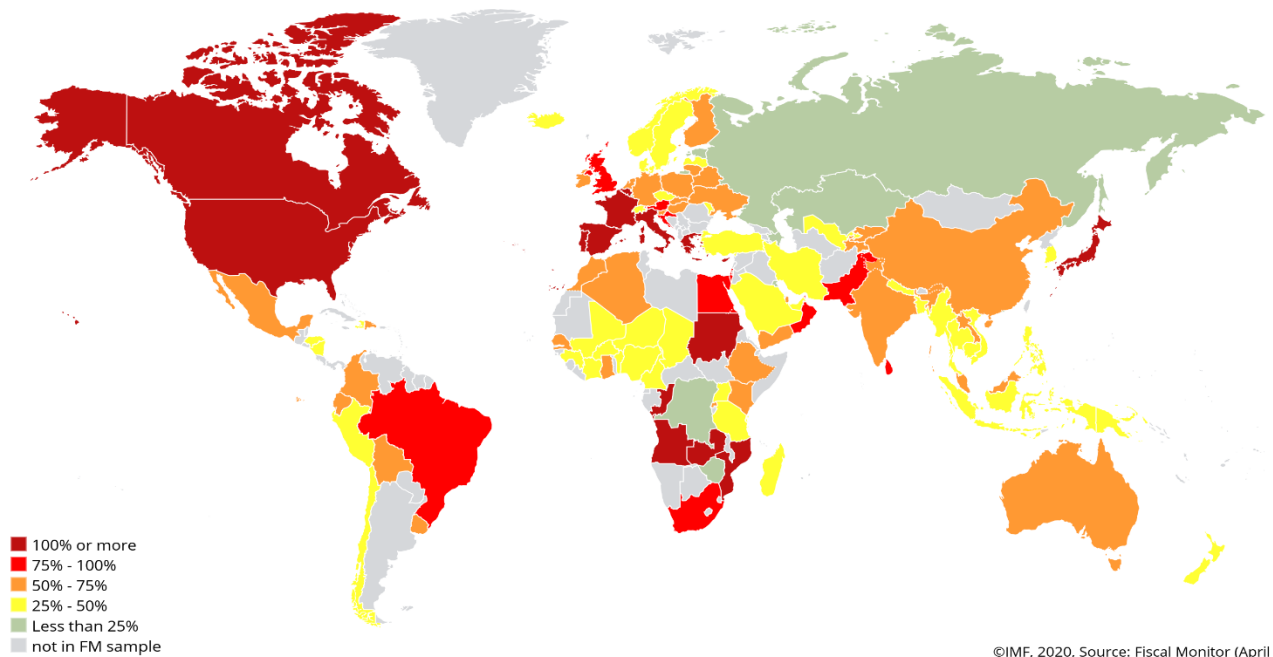 100% or more
75% - 100%
50% - 75%
25% - 50%
Less than 25%
not in FM sample
©IMF, 2020, Source: Fiscal Monitor (April